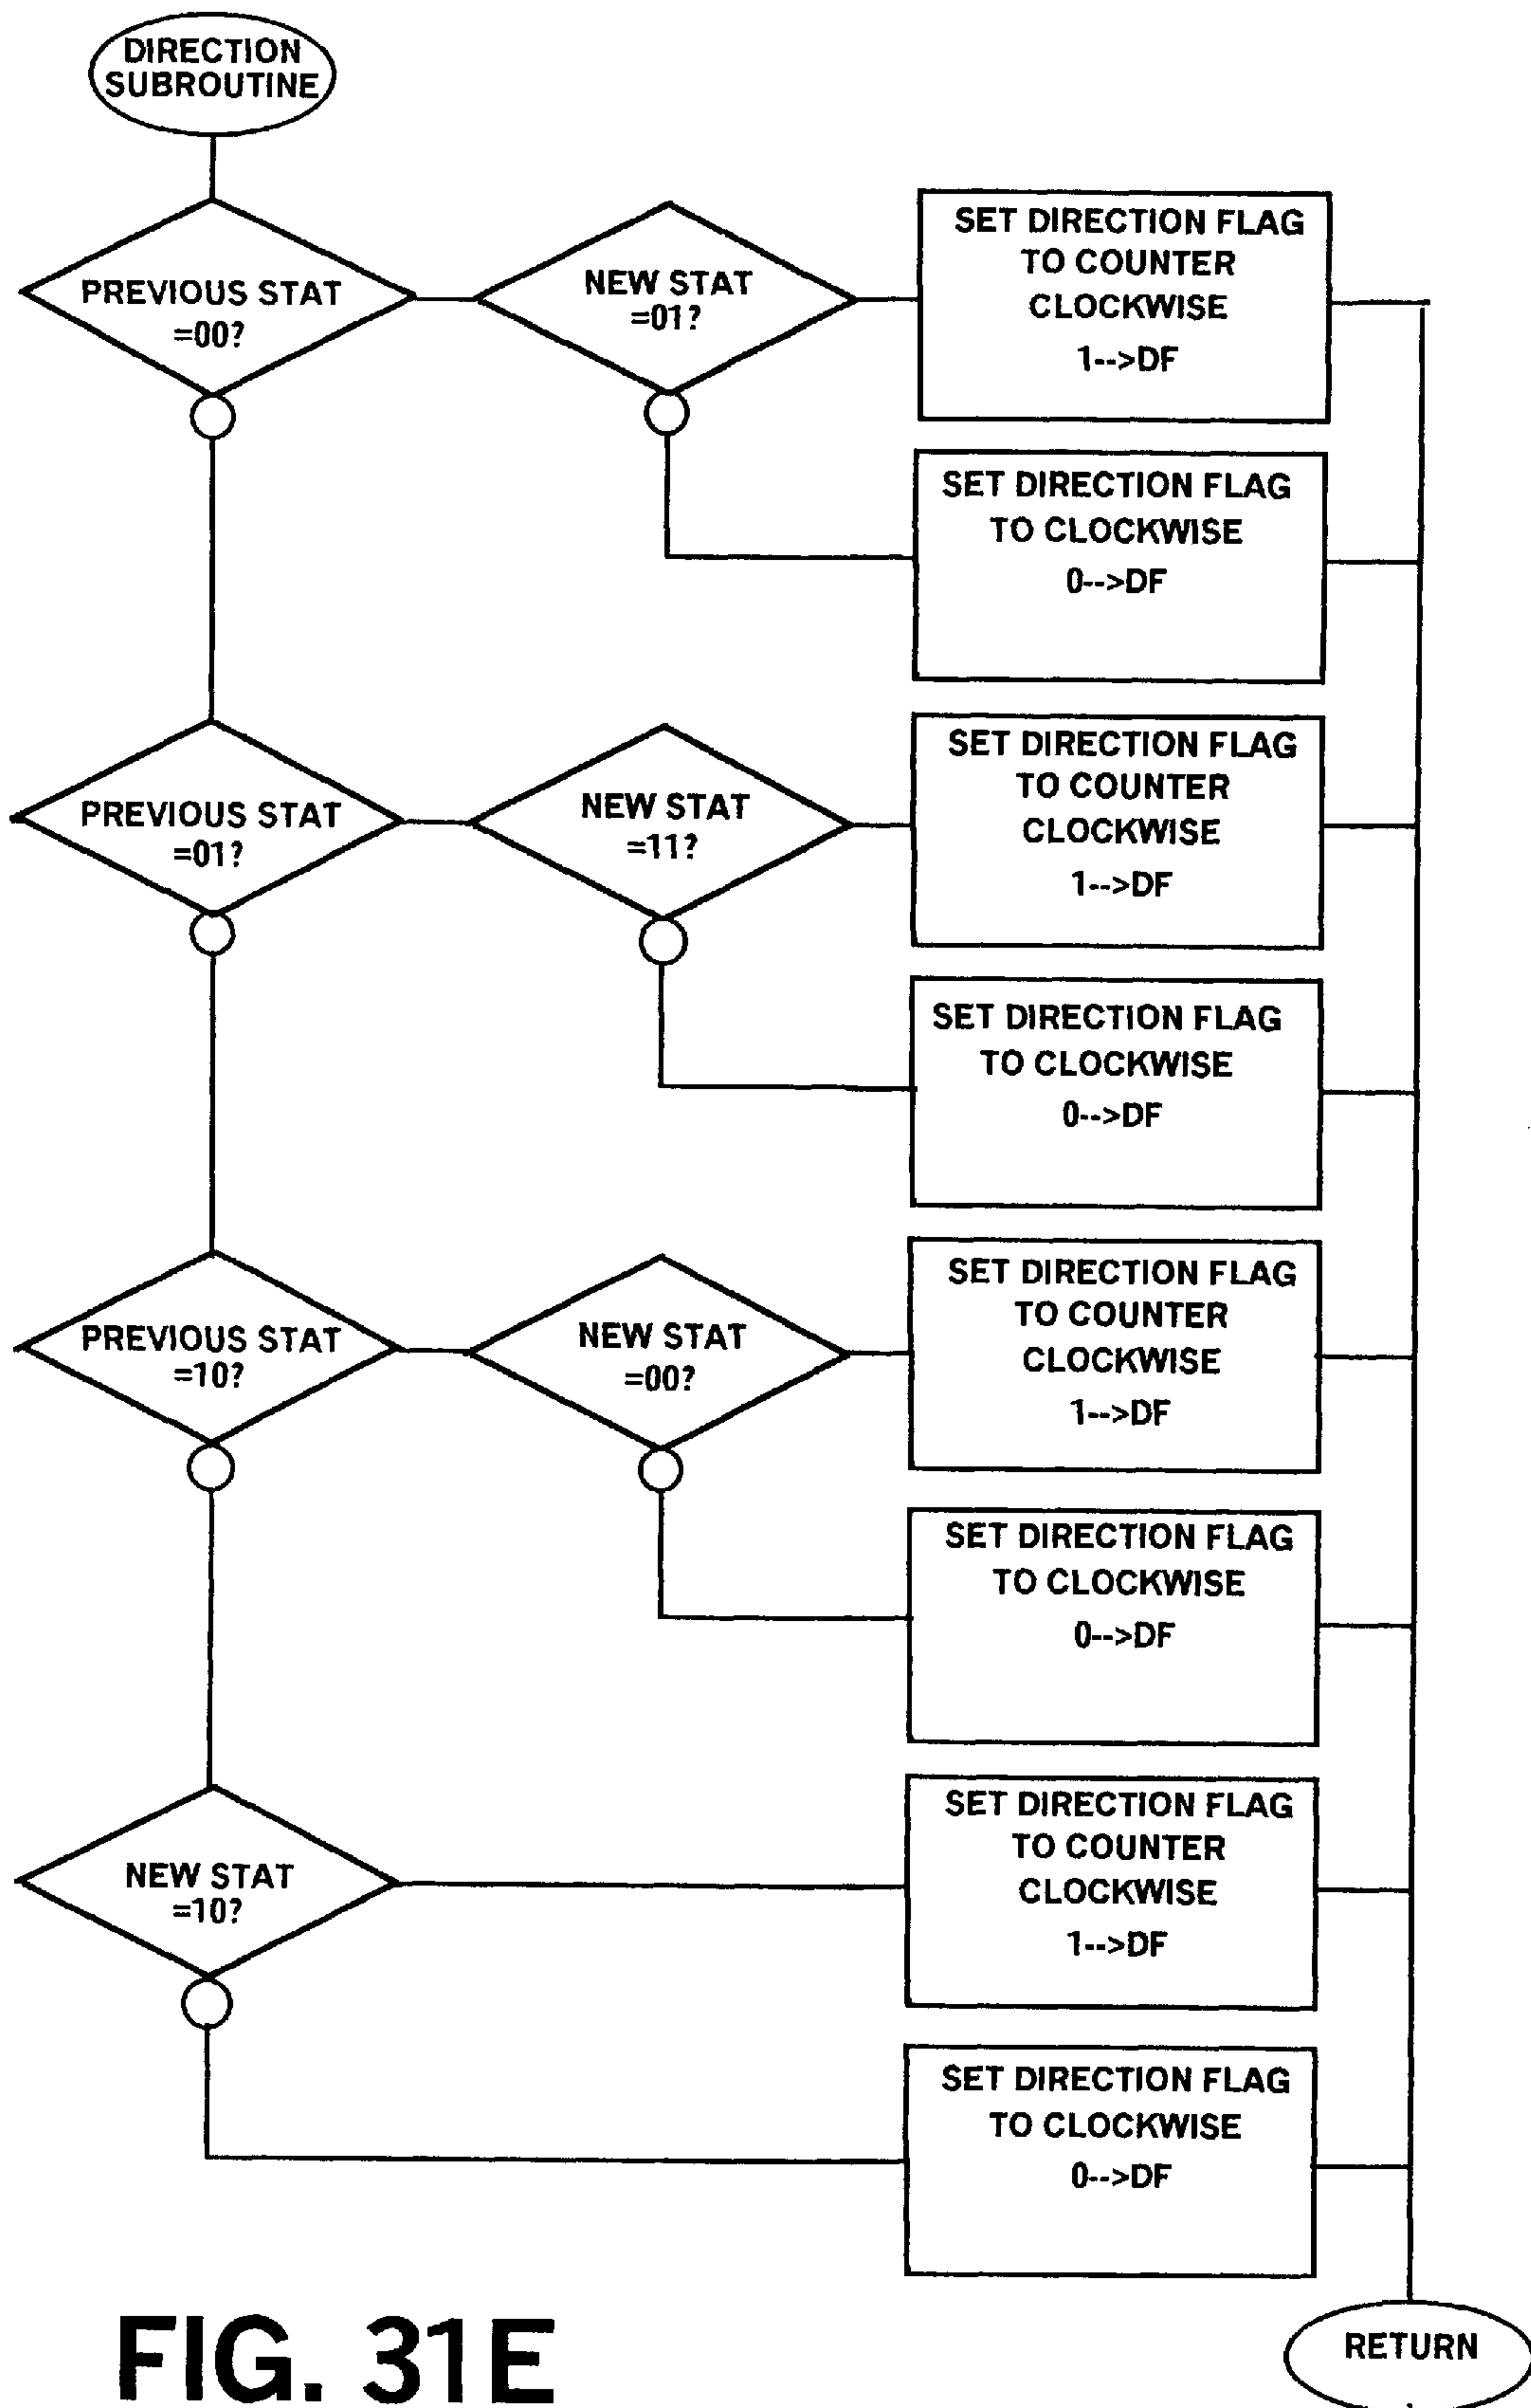 DIRECTION
SUBROUTINE
PREVIOUS STAT
=00?
NEW STAT
=01?
SET DIRECTION FLAG
TO COUNTER
CLOCKWISE
1-->DF
SET DIRECTION FLAG
TO CLOCKWISE
0-->DF
PREVIOUS STAT
=01?
NEW STAT
=11?
SET DIRECTION FLAG
TO COUNTER
CLOCKWISE
1-->DF
SET DIRECTION FLAG
TO CLOCKWISE
0-->DF
PREVIOUS STAT
=10?
NEW STAT
=00?
SET DIRECTION FLAG
TO COUNTER
CLOCKWISE
1-->DF
SET DIRECTION FLAG
TO CLOCKWISE
0-->DF
NEW STAT
=10?
SET DIRECTION FLAG
TO COUNTER
CLOCKWISE
1-->DF
SET DIRECTION FLAG
TO CLOCKWISE
0-->DF
RETURN
FIG. 31E